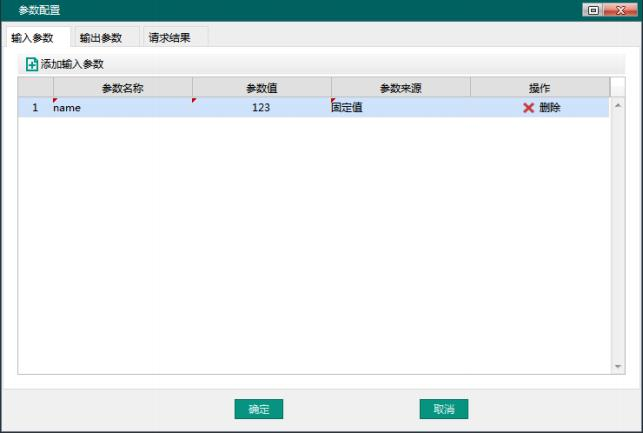 参数配置
输入参数 输出参数 请求结果
添加输入参数
参数名称 参数值 参数来源 操作
1 name 123 固定值 删除
确定 取消